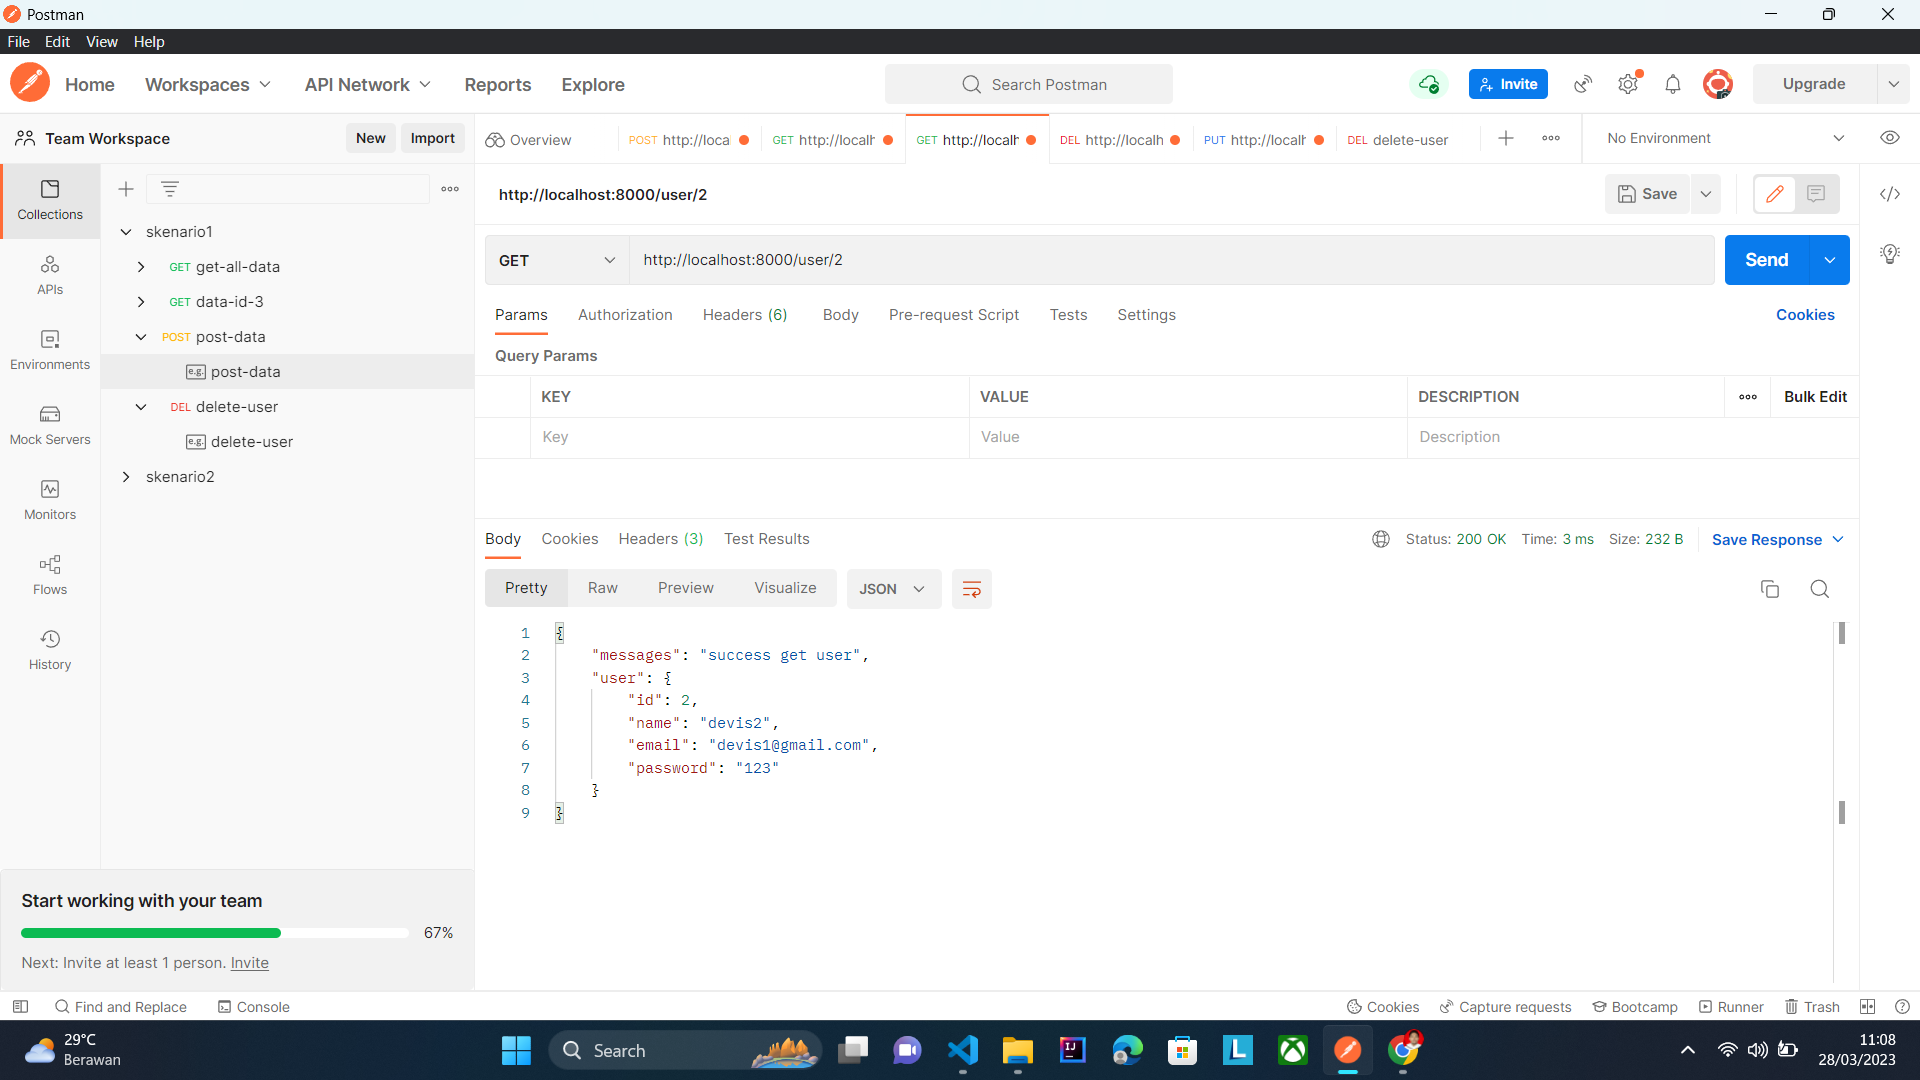 Postman
File Edit View Help
Home Workspaces API Network Reports Explore Search Postman Invite Upgrade
Team Workspace New Import
Overview POST http://loca GET http://localh GET http://localh DEL http://localh PUT http://localh DEL delete-user No Environment
Collections
APIs
Environments
Mock Servers
Monitors
Flows
History
skenario1
GET get-all-data
GET data-id-3
POST post-data
e.g. post-data
DEL delete-user
e.g. delete-user
skenario2
http://localhost:8000/user/2 Save
GET http://localhost:8000/user/2 Send
Params Authorization Headers (6) Body Pre-request Script Tests Settings Cookies
Query Params
KEY VALUE DESCRIPTION Bulk Edit
Key Value Description
Body Cookies Headers (3) Test Results Status: 200 OK Time: 3 ms Size: 232 B Save Response
Pretty Raw Preview Visualize JSON
1 {
2 "messages": "success get user",
3 "user": {
4 "id": 2,
5 "name": "devis2",
6 "email": "devis1@gmail.com",
7 "password": "123"
8 }
9 }
Start working with your team
67%
Next: Invite at least 1 person. Invite
Find and Replace Console Cookies Capture requests Bootcamp Runner Trash
29°C
Berawan
Search
11:08
28/03/2023